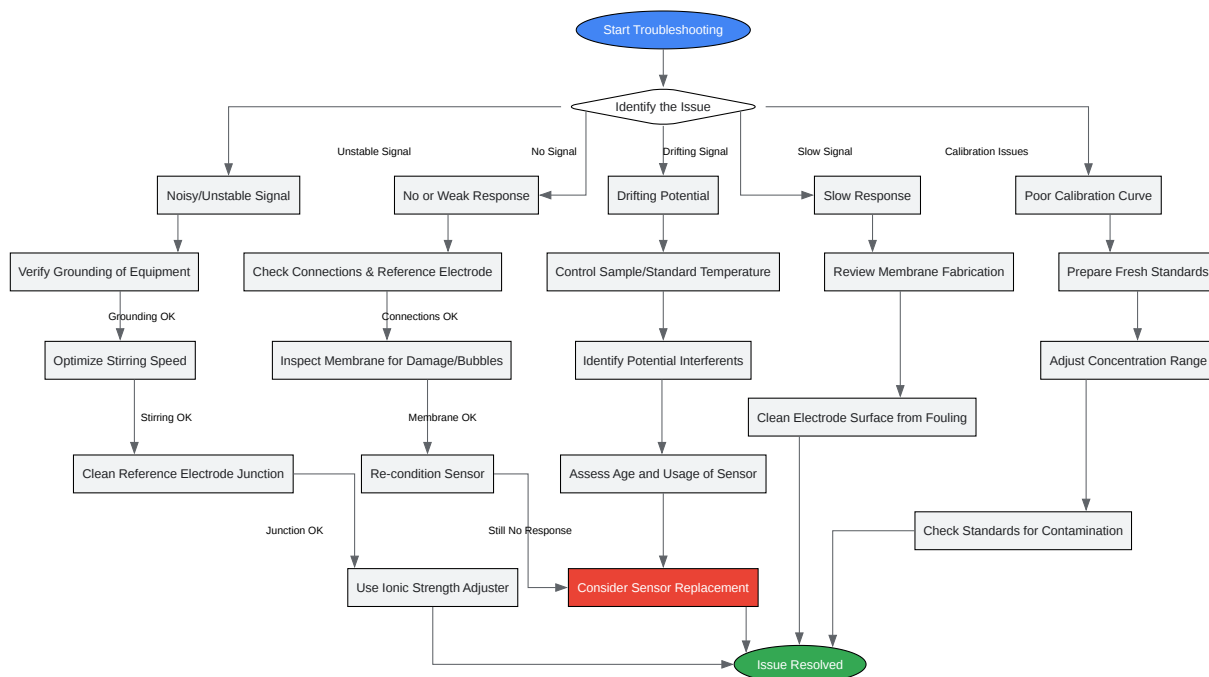 Start Troubleshooting
Identify the Issue
Unstable Signal
No Signal
Drifting Signal
Slow Signal
Calibration Issues
Noisy/Unstable Signal
No or Weak Response
Drifting Potential
Slow Response
Poor Calibration Curve
Verify Grounding of Equipment
Check Connections & Reference Electrode
Control Sample/Standard Temperature
Review Membrane Fabrication
Prepare Fresh Standards
Grounding OK
Connections OK
Optimize Stirring Speed
Inspect Membrane for Damage/Bubbles
Identify Potential Interferents
Adjust Concentration Range
Stirring OK
Membrane OK
Clean Electrode Surface from Fouling
Clean Reference Electrode Junction
Re-condition Sensor
Assess Age and Usage of Sensor
Junction OK
Still No Response
Check Standards for Contamination
Use Ionic Strength Adjuster
Consider Sensor Replacement
Issue Resolved